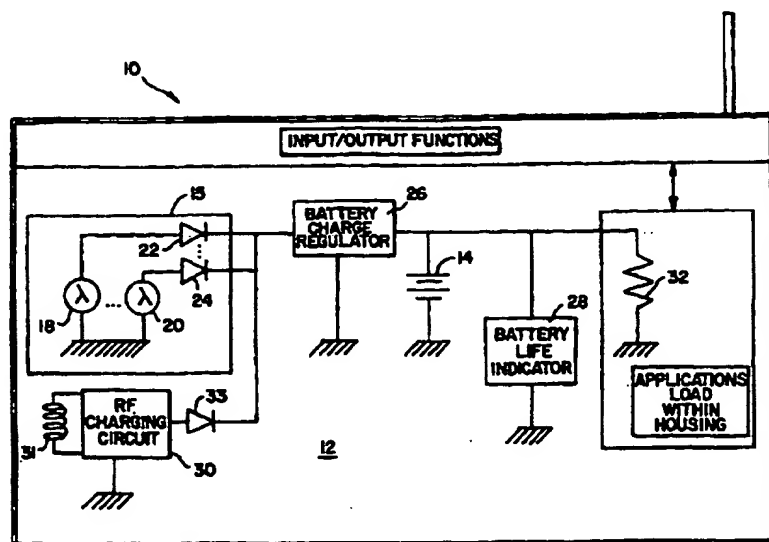 10
INPUT/OUTPUT FUNCTIONS
15
22
24
18
λ
...
λ
20
BATTERY
CHARGE
REGULATOR
26
14
28
BATTERY
LIFE
INDICATOR
32
APPLICATIONS
LOAD
WITHIN
HOUSING
31
R.F.
CHARGING
CIRCUIT
33
30
12